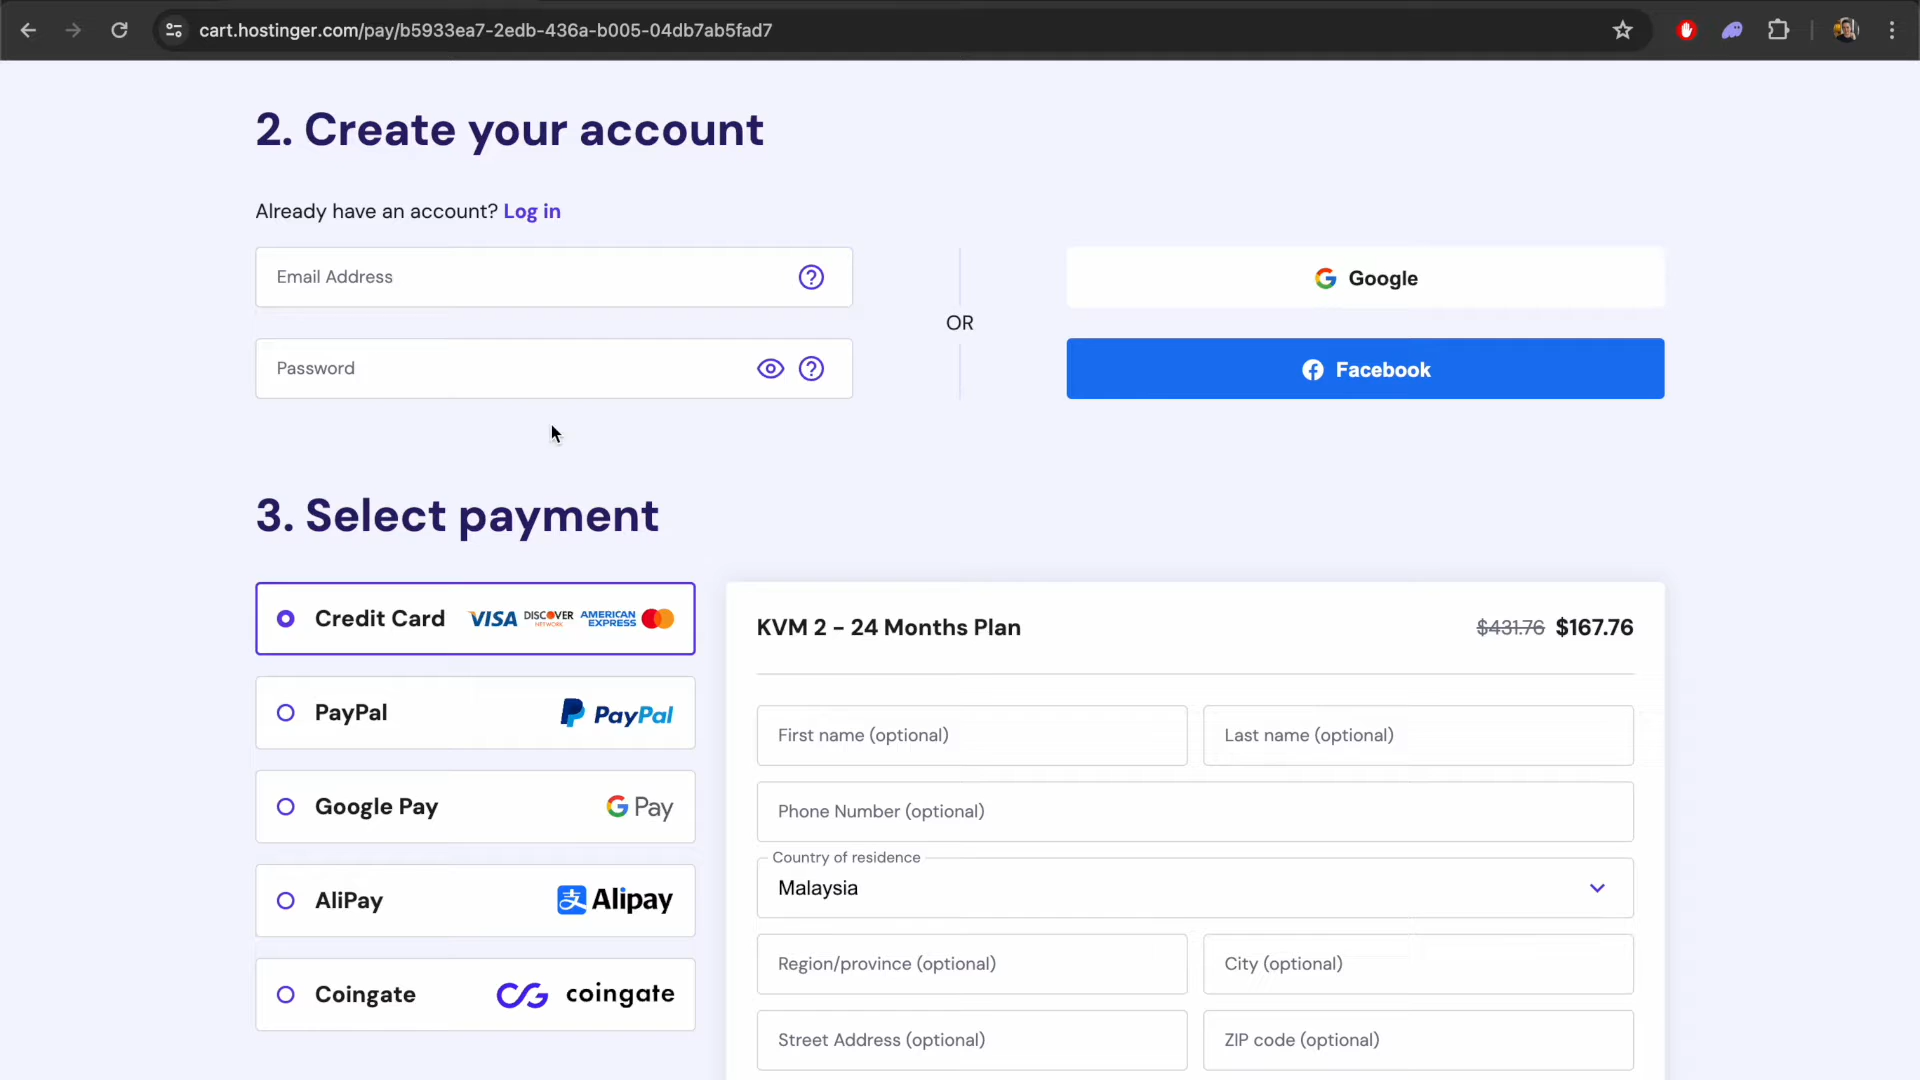 cart.hostinger.com/pay/b5933ea7-2edb-436a-b005-04db7ab5fad7
2. Create your account
Already have an account? Log in
Email Address
Password
OR
Google
Facebook
3. Select payment
Credit Card VISA DISCOVER NETWORK AMERICAN EXPRESS
PayPal PayPal
Google Pay G Pay
AliPay 支 Alipay
Coingate coingate
KVM 2 – 24 Months Plan $431.76 $167.76
First name (optional) Last name (optional)
Phone Number (optional)
Country of residence
Malaysia
Region/province (optional) City (optional)
Street Address (optional) ZIP code (optional)